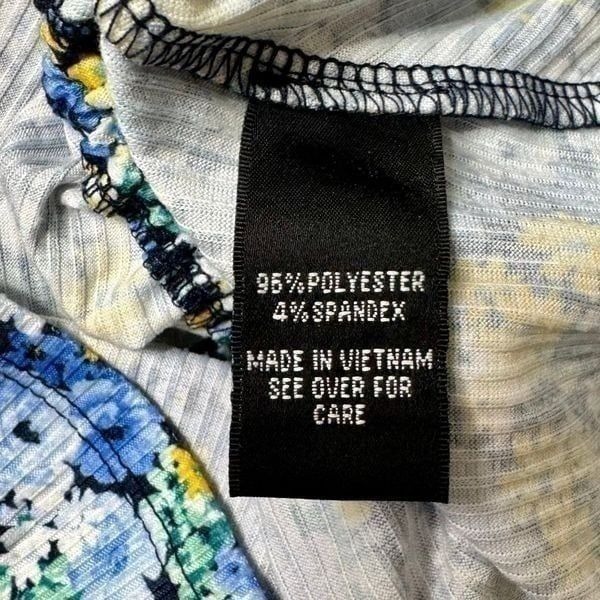 96%POLYESTER
4%SPANDEX
MADE IN VIETNAM
SEE OVER FOR
CARE